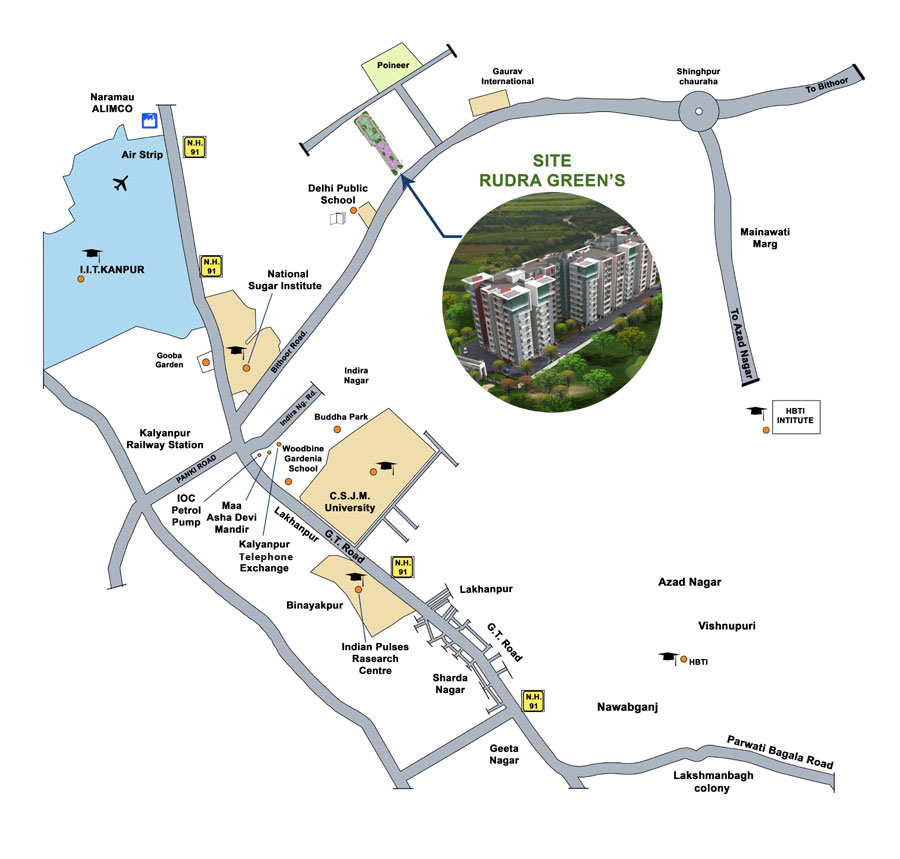 Poineer
Gaurav
International
Shinghpur
chauraha
To Bithoor
Naramau
ALIMCO
Air Strip
N.H.
91
SITE
RUDRA GREEN'S
Delhi Public
School
Mainawati
Marg
I.I.T.KANPUR
N.H.
91
National
Sugar Institute
To Azad Nagar
Bithoor Road.
Gooba
Garden
Indira
Nagar
Indira Ng. Rd.
Buddha Park
HBTI
INTITUTE
Kalyanpur
Railway Station
PANKI ROAD
Woodbine
Gardenia
School
C.S.J.M.
University
IOC
Petrol
Pump
Maa
Asha Devi
Mandir
Lakhanpur
G.T. Road
Kalyanpur
Telephone
Exchange
N.H.
91
Azad Nagar
Lakhanpur
Binayakpur
Vishnupuri
G.T. Road
Indian Pulses
Rasearch
Centre
HBTI
Sharda
Nagar
N.H.
91
Nawabganj
Geeta
Nagar
Parwati Bagala Road
Lakshmanbagh
colony